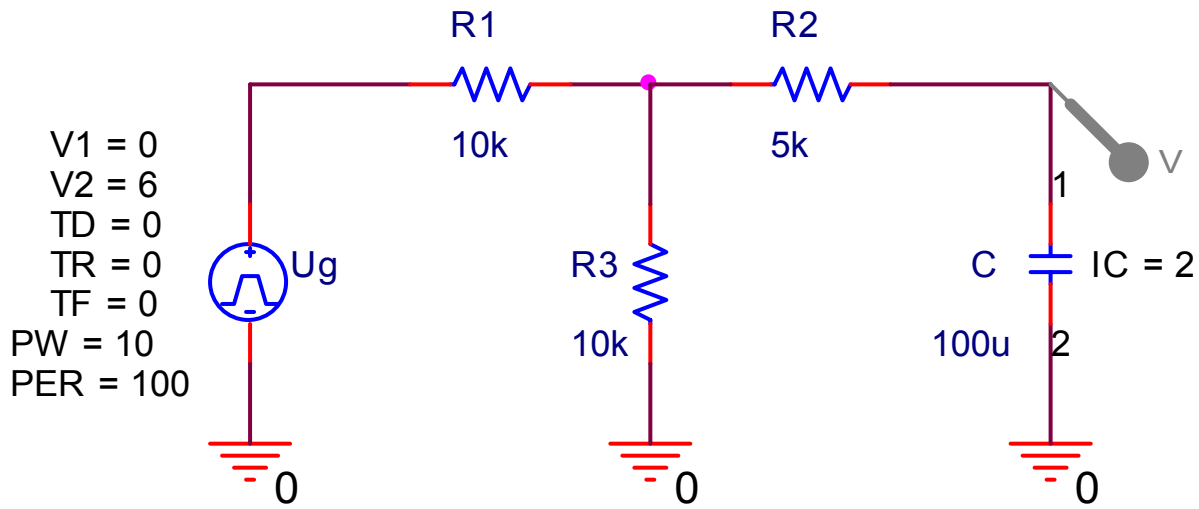 R1
R2
10k
5k
V1 = 0
V2 = 6
TD = 0
TR = 0
TF = 0
PW = 10
PER = 100
Ug
R3
10k
V
1
C
IC = 2
100u
2
0
0
0